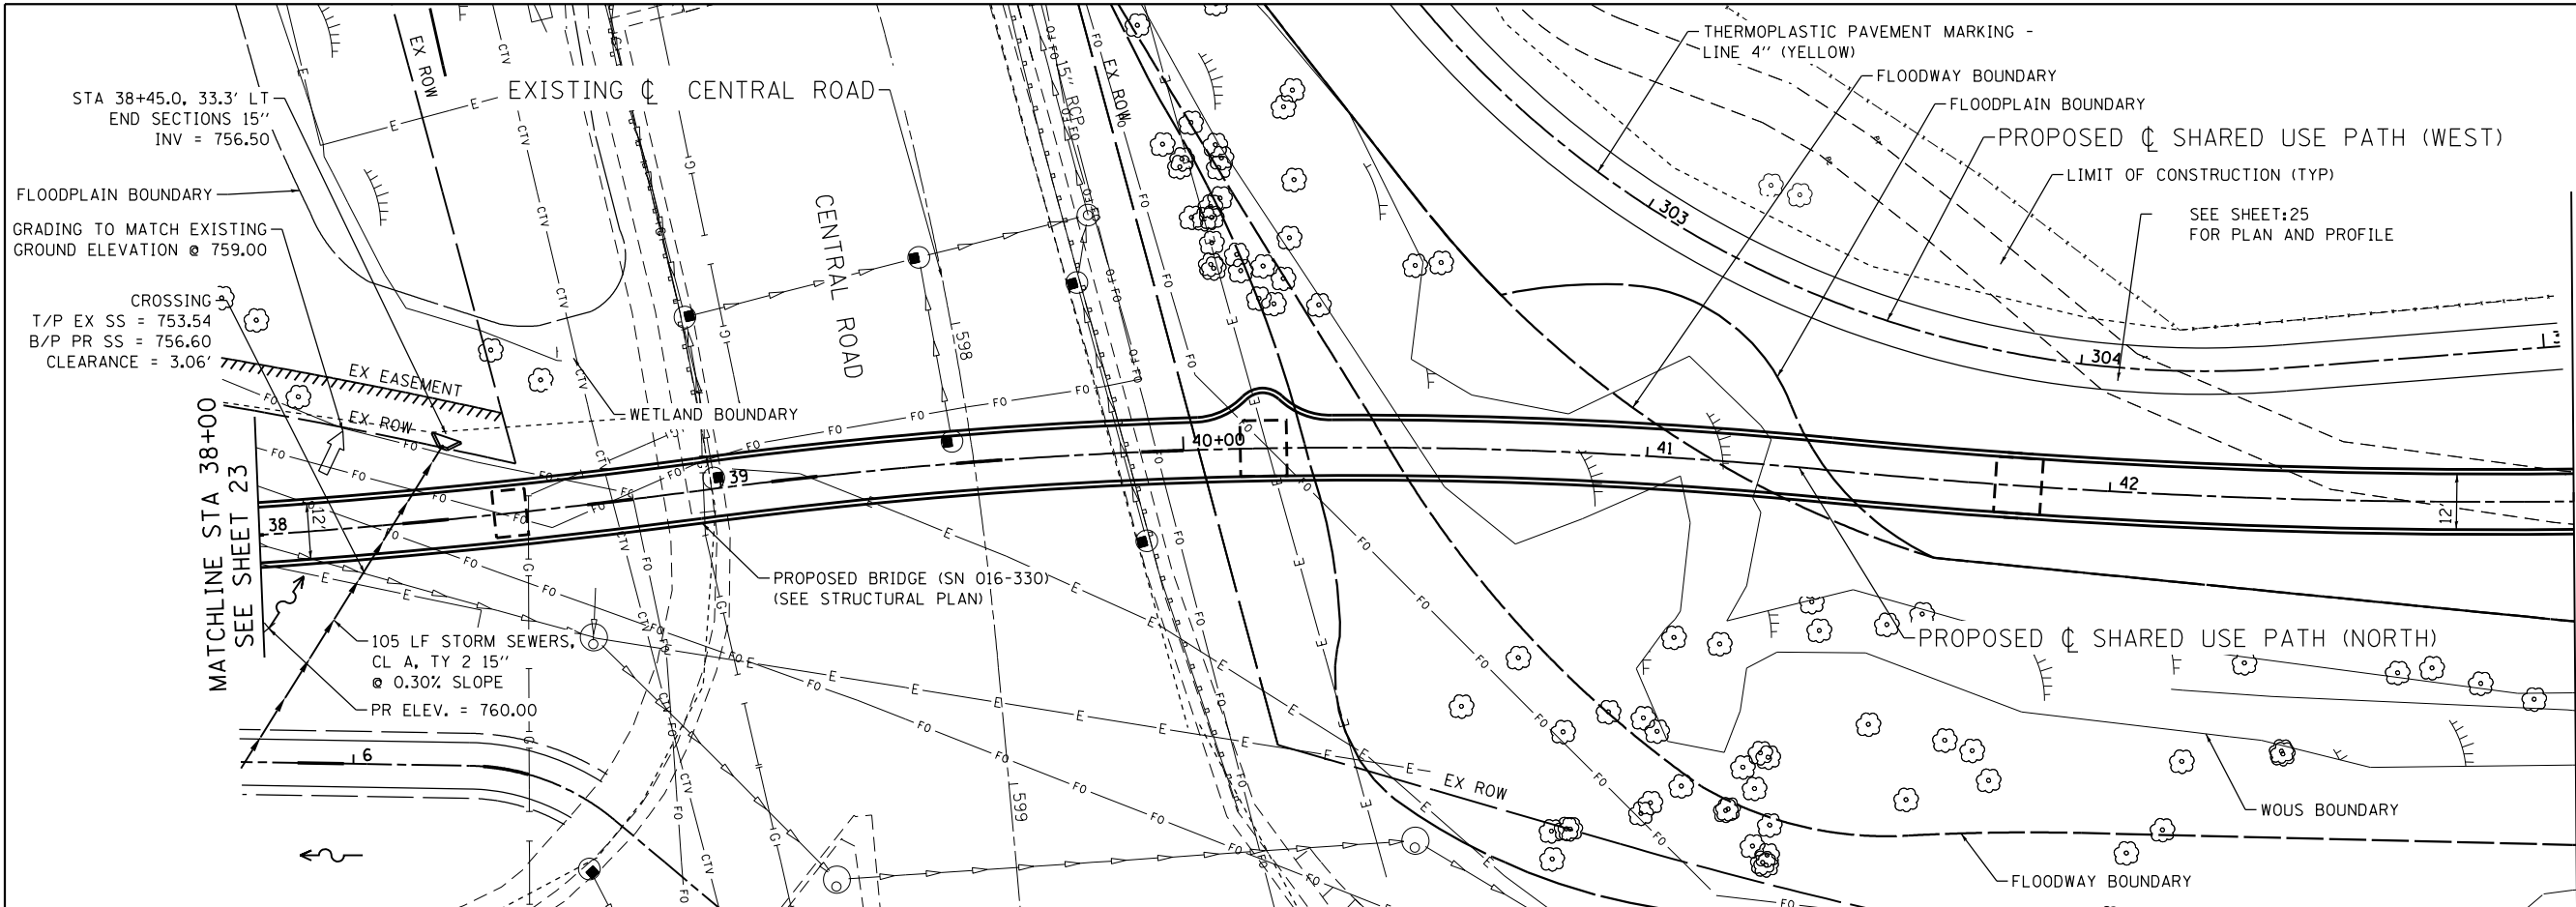 STA 38+45.0, 33.3' LT
END SECTIONS 15"
INV = 756.50
FLOODPLAIN BOUNDARY
GRADING TO MATCH EXISTING
GROUND ELEVATION @ 759.00
CROSSING
T/P EX SS = 753.54
B/P PR SS = 756.60
CLEARANCE = 3.06'
EX EASEMENT
EX ROW
MATCHLINE STA 38+00
SEE SHEET 23
38
12'
EX ROW
EXISTING ℄ CENTRAL ROAD
CENTRAL ROAD
15" RCP
EX ROW
598
WETLAND BOUNDARY
39
40+00
41
42
12'
PROPOSED BRIDGE (SN 016-330)
(SEE STRUCTURAL PLAN)
105 LF STORM SEWERS,
CL A, TY 2 15"
@ 0.30% SLOPE
PR ELEV. = 760.00
6
599
EX ROW
THERMOPLASTIC PAVEMENT MARKING -
LINE 4" (YELLOW)
FLOODWAY BOUNDARY
FLOODPLAIN BOUNDARY
PROPOSED ℄ SHARED USE PATH (WEST)
LIMIT OF CONSTRUCTION (TYP)
SEE SHEET:25
FOR PLAN AND PROFILE
303
304
PROPOSED ℄ SHARED USE PATH (NORTH)
WOUS BOUNDARY
FLOODWAY BOUNDARY